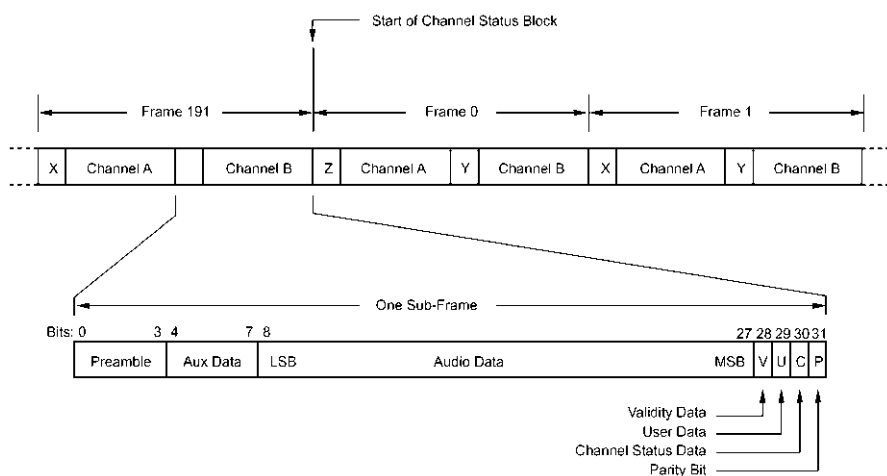 Start of Channel Status Block
Frame 191 Frame 0 Frame 1
X Channel A Channel B Z Channel A Y Channel B X Channel A Y Channel B
One Sub-Frame
Bits: 0 3 4 7 8 27 28 29 30 31
Preamble Aux Data LSB Audio Data MSB V U C P
Validity Data
User Data
Channel Status Data
Parity Bit